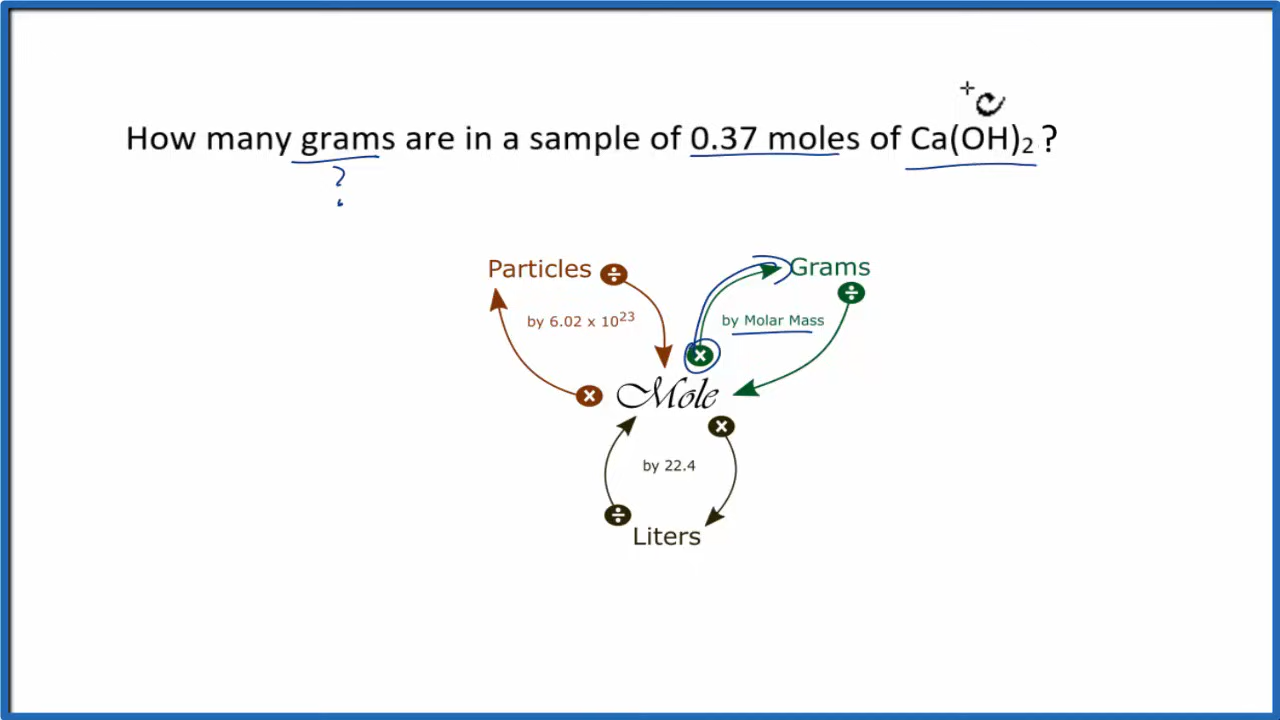 How many grams are in a sample of 0.37 moles of Ca(OH)₂ ?
?
Particles ÷
Grams
÷
by 6.02 x 10²³
by Molar Mass
×
× Mole
×
by 22.4
÷
Liters